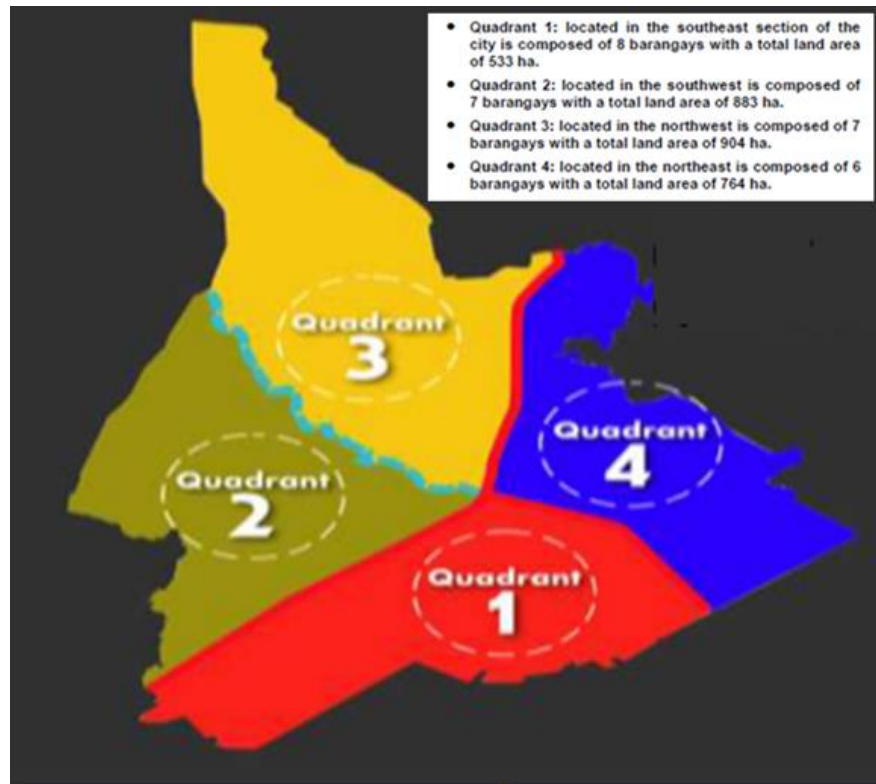 • Quadrant 1: located in the southeast section of the
city is composed of 8 barangays with a total land area
of 533 ha.
• Quadrant 2: located in the southwest is composed of
7 barangays with a total land area of 883 ha.
• Quadrant 3: located in the northwest is composed of 7
barangays with a total land area of 904 ha.
• Quadrant 4: located in the northeast is composed of 6
barangays with a total land area of 764 ha.
Quadrant
3
Quadrant
4
Quadrant
2
Quadrant
1